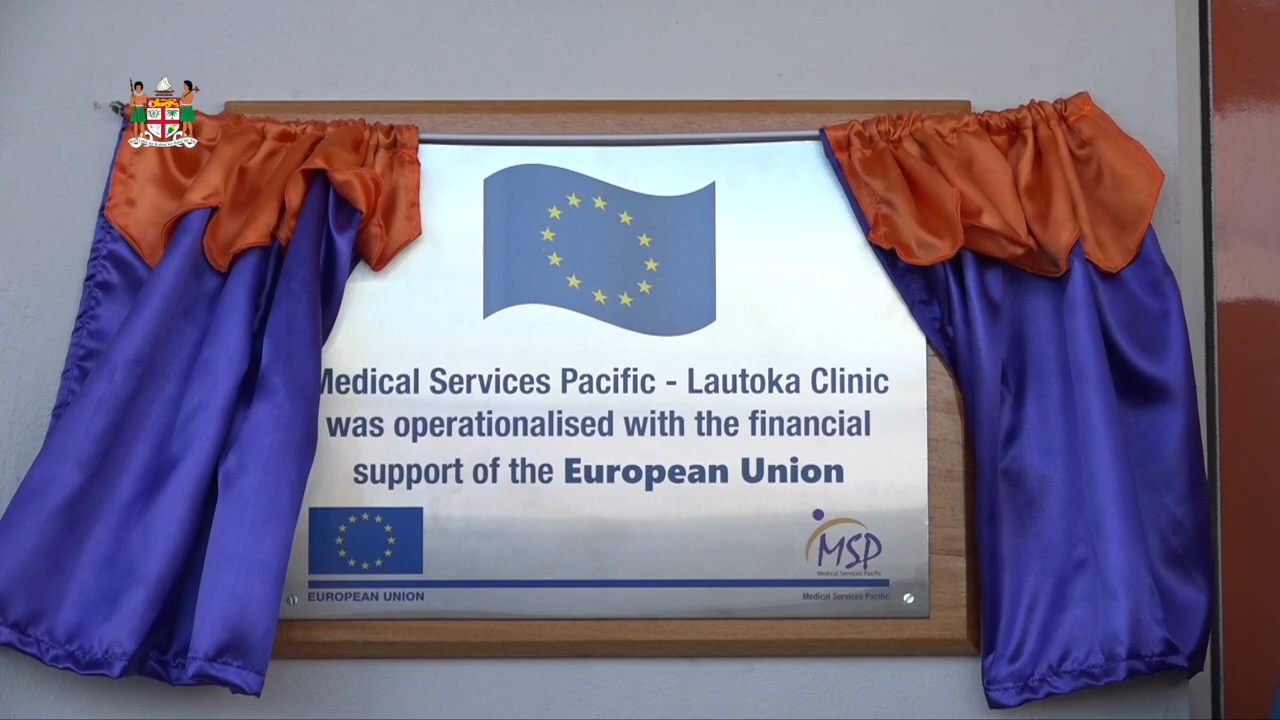 Medical Services Pacific - Lautoka Clinic
was operationalised with the financial
support of the European Union
MSP
Medical Services Pacific
EUROPEAN UNION
Medical Services Pacific